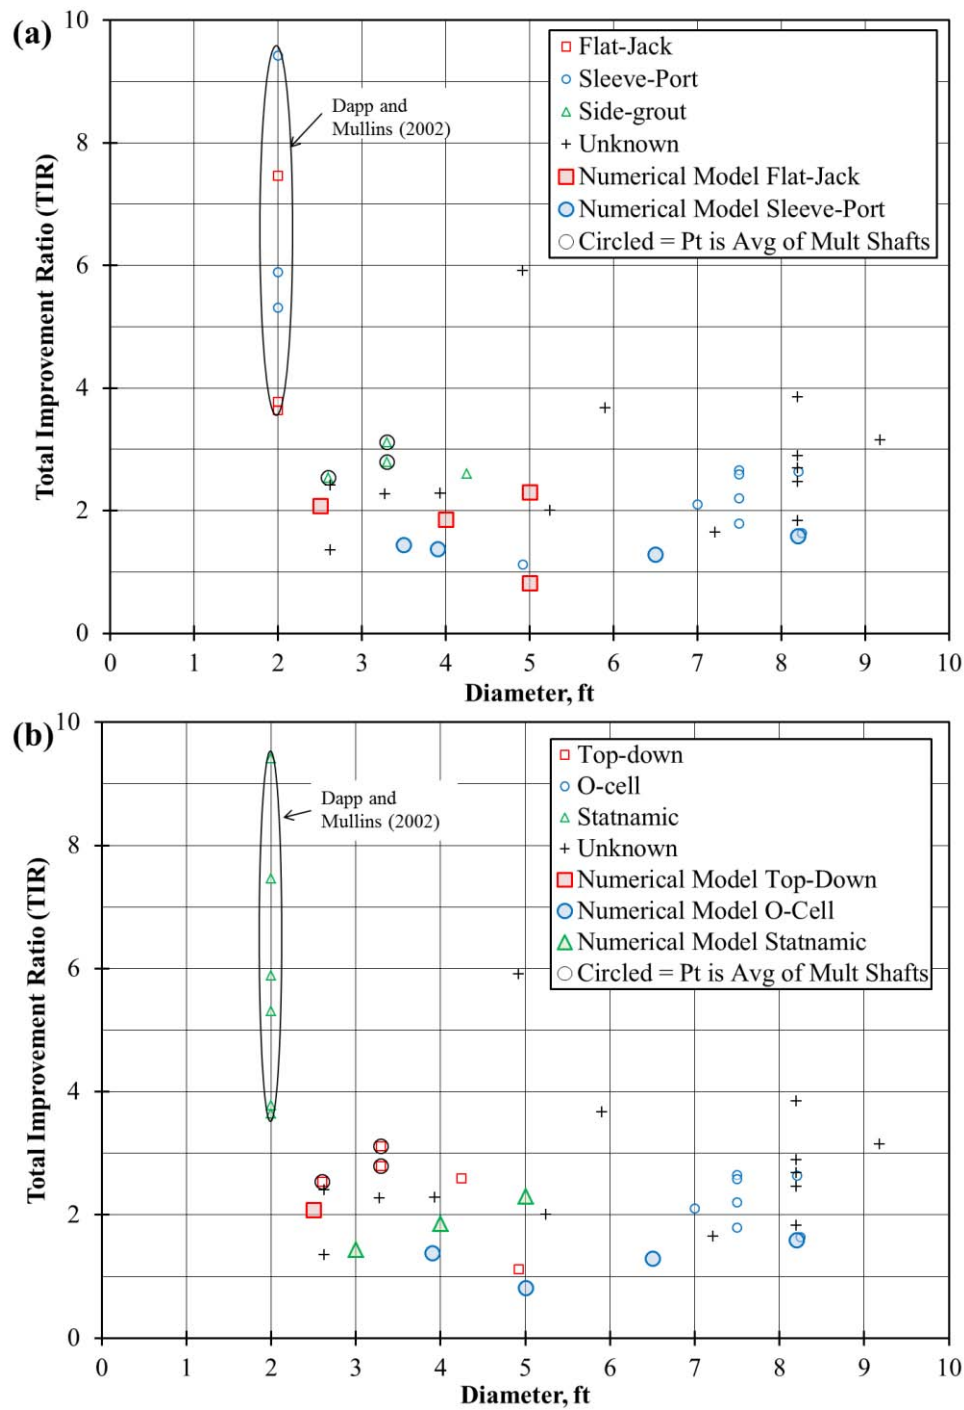 (a)
10
8
6
4
2
0
Total Improvement Ratio (TIR)
Dapp and
Mullins (2002)
Flat-Jack
Sleeve-Port
Side-grout
Unknown
Numerical Model Flat-Jack
Numerical Model Sleeve-Port
Circled = Pt is Avg of Mult Shafts
0 1 2 3 4 5 6 7 8 9 10
Diameter, ft
(b)
10
8
6
4
2
0
Total Improvement Ratio (TIR)
Dapp and
Mullins (2002)
Top-down
O-cell
Statnamic
Unknown
Numerical Model Top-Down
Numerical Model O-Cell
Numerical Model Statnamic
Circled = Pt is Avg of Mult Shafts
0 1 2 3 4 5 6 7 8 9 10
Diameter, ft